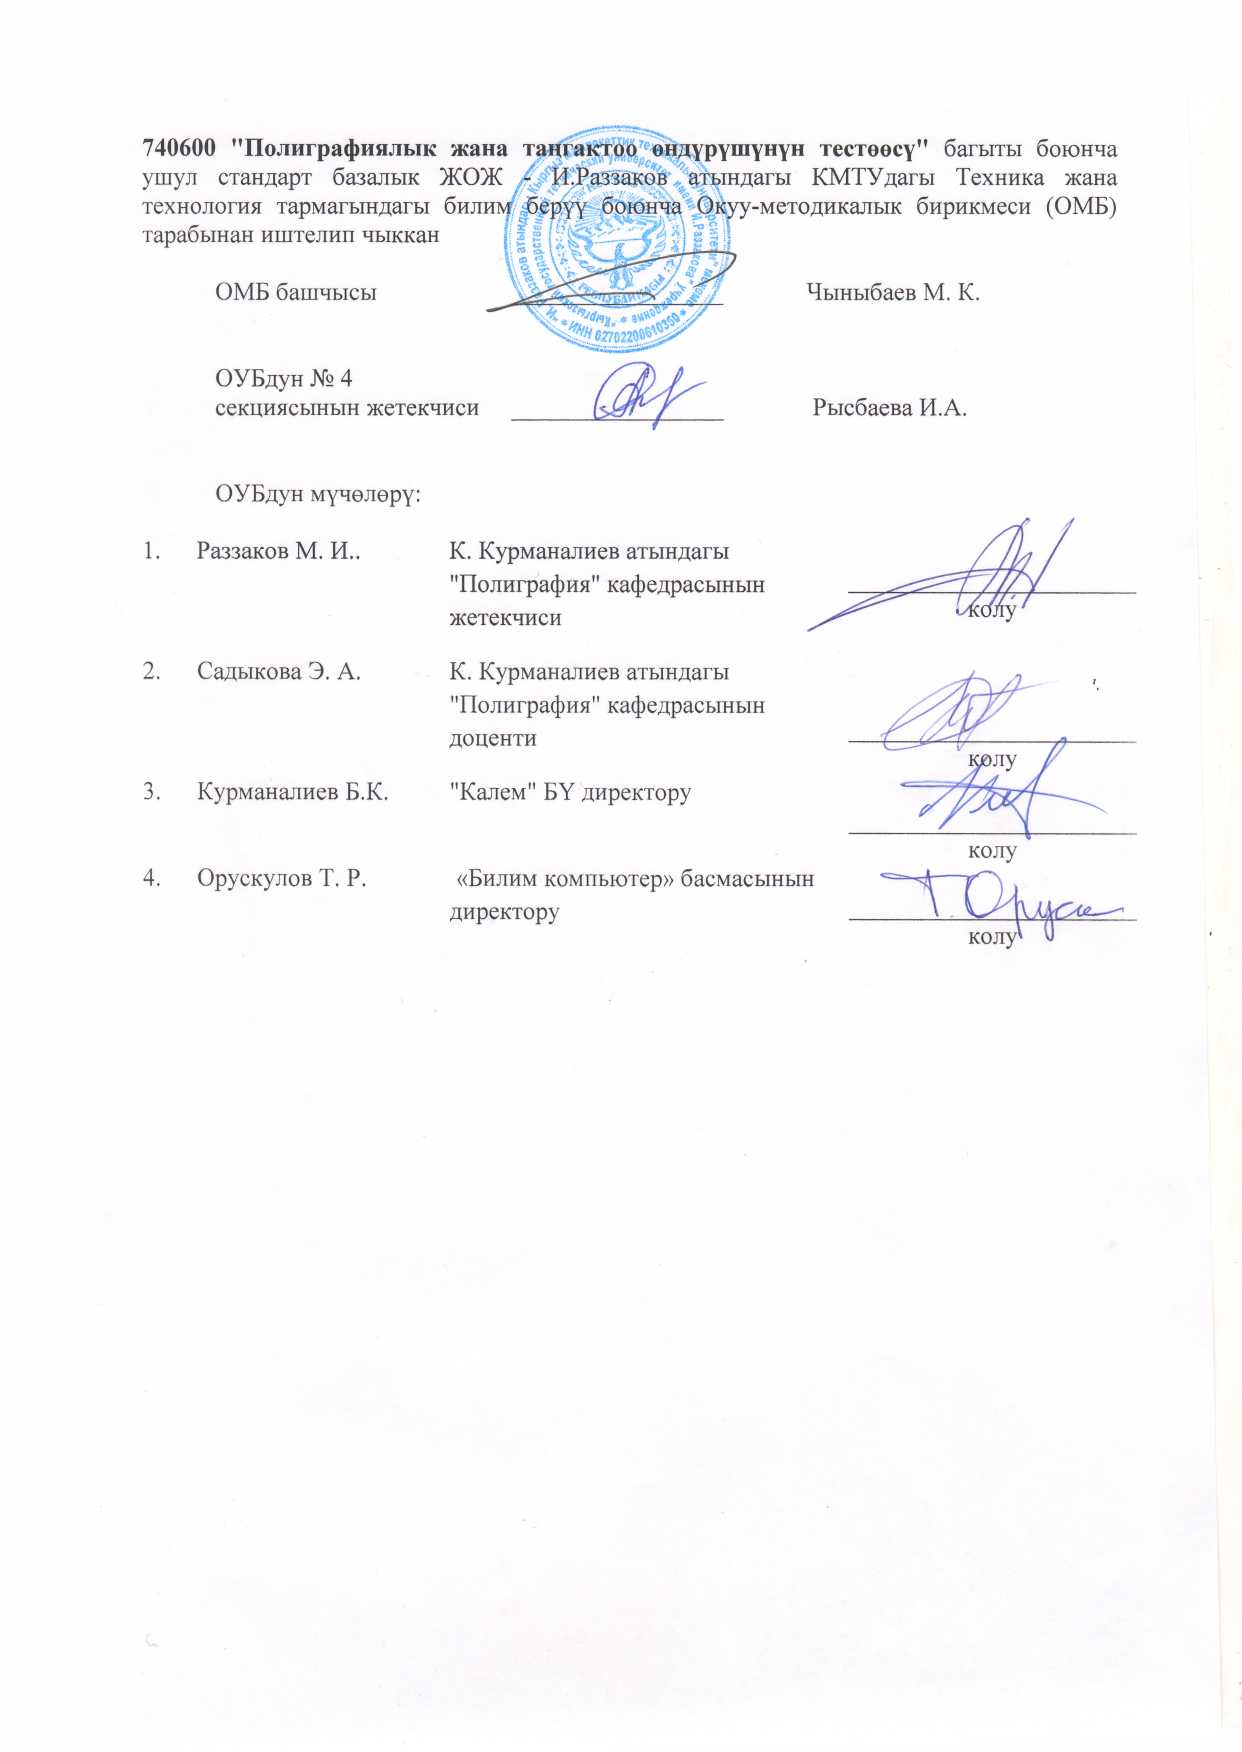 740600 "Полиграфиялык жана таңгактоо өндүрүшүнүн тестөөсү" багыты боюнча
ушул стандарт базалык ЖОЖ - И.Раззаков атындагы КМТУдагы Техника жана
технология тармагындагы билим берүү боюнча Окуу-методикалык бирикмеси (ОМБ)
тарабынан иштелип чыккан
ОМБ башчысы Чыныбаев М. К.
ИНН 62702200610350
ОУБдун № 4
секциясынын жетекчиси Рысбаева И.А.
ОУБдун мүчөлөрү:
1. Раззаков М. И.. К. Курманалиев атындагы
"Полиграфия" кафедрасынын
жетекчиси
колу
2. Садыкова Э. А. К. Курманалиев атындагы
"Полиграфия" кафедрасынын
доценти
колу
3. Курманалиев Б.К. "Калем" БҮ директору
колу
4. Орускулов Т. Р. «Билим компьютер» басмасынын
директору
колу